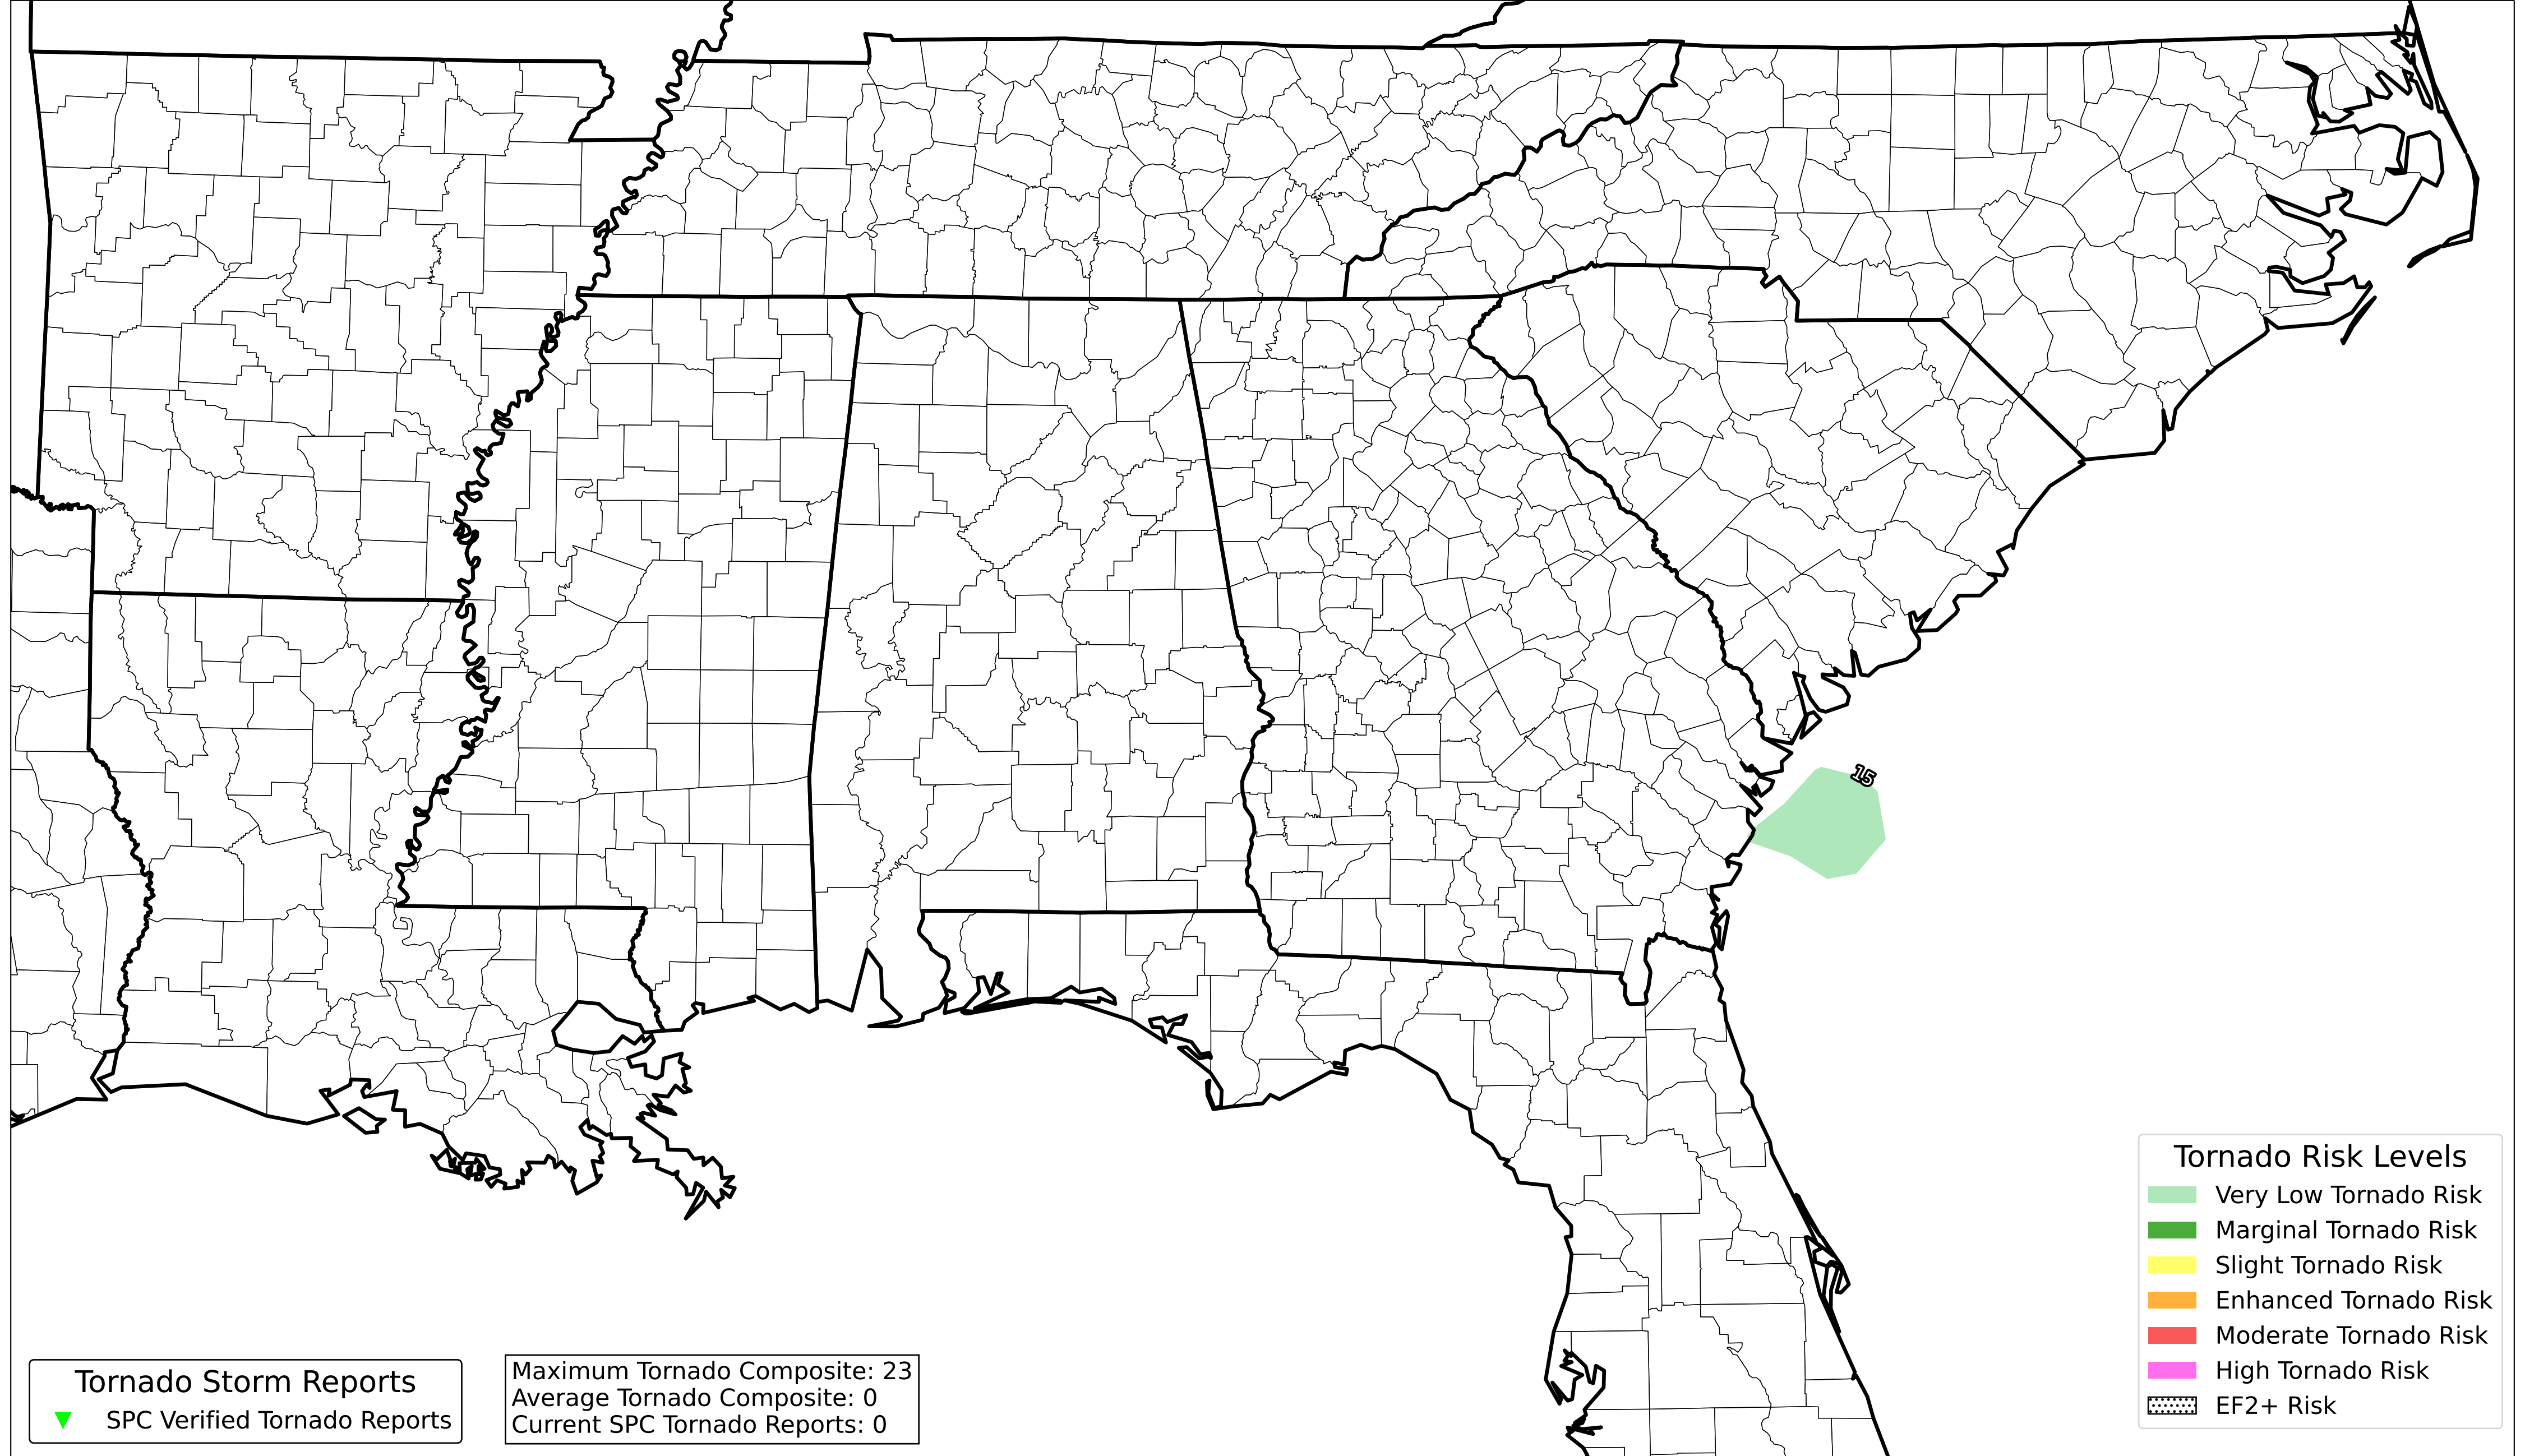 15
Tornado Risk Levels
Very Low Tornado Risk
Marginal Tornado Risk
Slight Tornado Risk
Enhanced Tornado Risk
Moderate Tornado Risk
High Tornado Risk
EF2+ Risk
Tornado Storm Reports
SPC Verified Tornado Reports
Maximum Tornado Composite: 23
Average Tornado Composite: 0
Current SPC Tornado Reports: 0